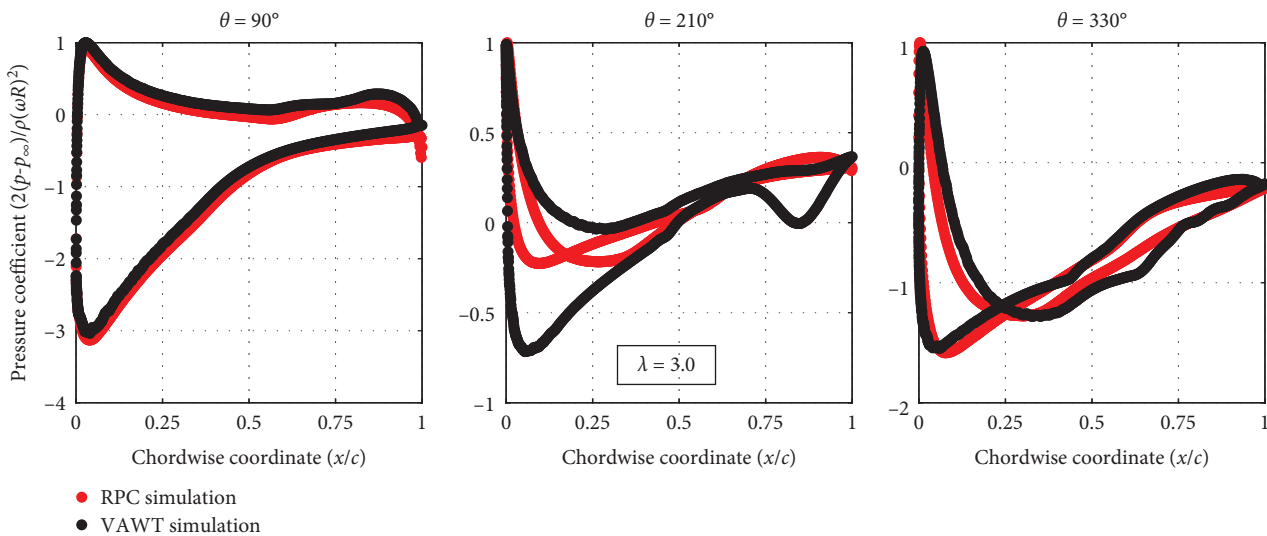 θ = 90°
Pressure coefficient (2(p-p∞)/ρ(ωR)²)
1
0
−1
−2
−3
−4
0 0.25 0.5 0.75 1
Chordwise coordinate (x/c)
θ = 210°
1
0.5
0
−0.5
−1
λ = 3.0
0 0.25 0.5 0.75 1
Chordwise coordinate (x/c)
θ = 330°
1
0
−1
−2
0 0.25 0.5 0.75 1
Chordwise coordinate (x/c)
RPC simulation
VAWT simulation